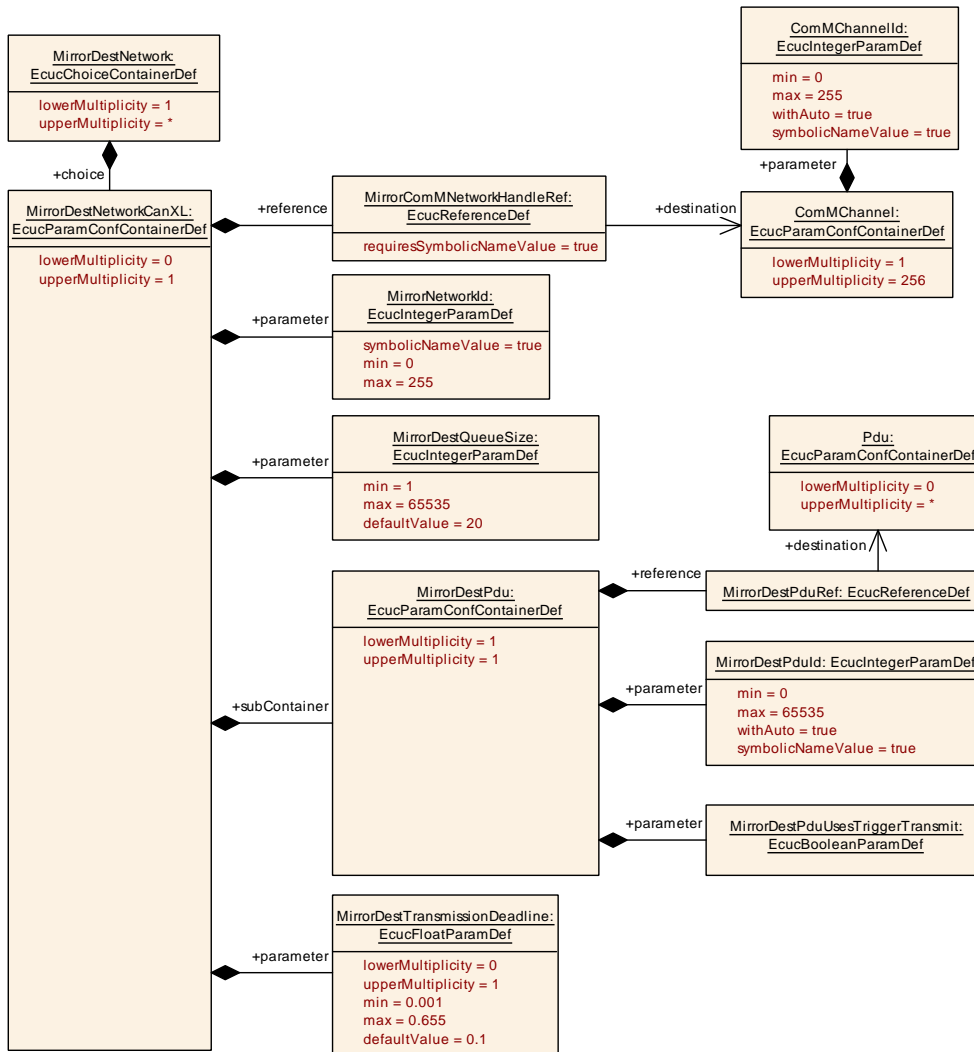 MirrorDestNetwork:
EcucChoiceContainerDef
lowerMultiplicity = 1
upperMultiplicity = *
+choice
MirrorDestNetworkCanXL:
EcucParamConfContainerDef
lowerMultiplicity = 0
upperMultiplicity = 1
+reference
MirrorComMNetworkHandleRef:
EcucReferenceDef
requiresSymbolicNameValue = true
+destination
ComMChannelId:
EcucIntegerParamDef
min = 0
max = 255
withAuto = true
symbolicNameValue = true
+parameter
ComMChannel:
EcucParamConfContainerDef
lowerMultiplicity = 1
upperMultiplicity = 256
+parameter
MirrorNetworkId:
EcucIntegerParamDef
symbolicNameValue = true
min = 0
max = 255
+parameter
MirrorDestQueueSize:
EcucIntegerParamDef
min = 1
max = 65535
defaultValue = 20
Pdu:
EcucParamConfContainerDef
lowerMultiplicity = 0
upperMultiplicity = *
+destination
+subContainer
MirrorDestPdu:
EcucParamConfContainerDef
lowerMultiplicity = 1
upperMultiplicity = 1
+reference
MirrorDestPduRef: EcucReferenceDef
+parameter
MirrorDestPduId: EcucIntegerParamDef
min = 0
max = 65535
withAuto = true
symbolicNameValue = true
+parameter
MirrorDestPduUsesTriggerTransmit:
EcucBooleanParamDef
+parameter
MirrorDestTransmissionDeadline:
EcucFloatParamDef
lowerMultiplicity = 0
upperMultiplicity = 1
min = 0.001
max = 0.655
defaultValue = 0.1